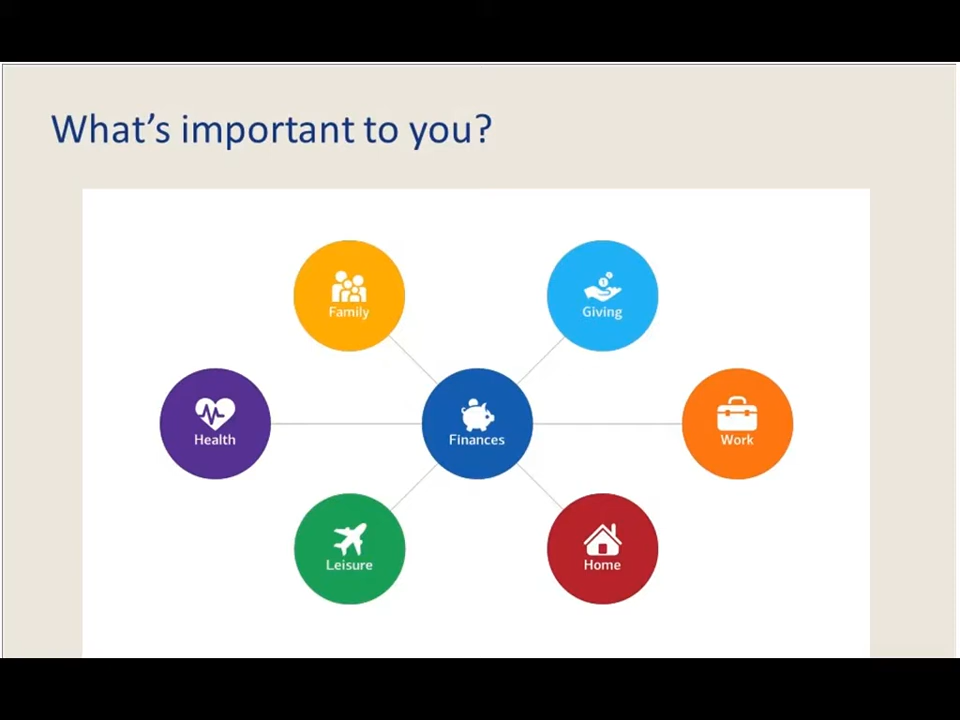 What’s important to you?
Family
Giving
Health
Finances
Work
Leisure
Home